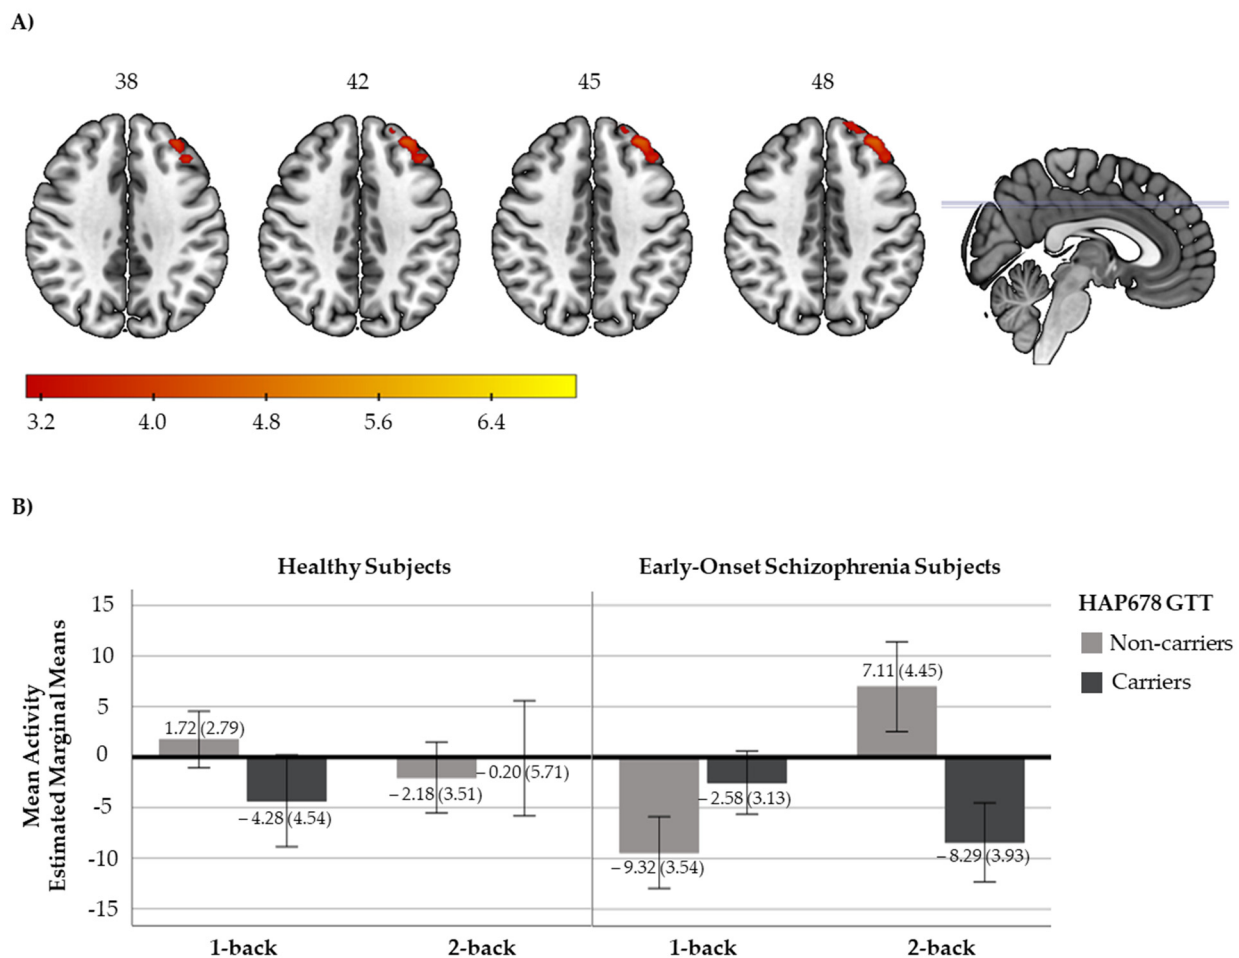 A)
38 42 45 48
3.2 4.0 4.8 5.6 6.4
B)
Healthy Subjects Early-Onset Schizophrenia Subjects
HAP678 GTT
Non-carriers
Carriers
Mean Activity
Estimated Marginal Means
15
10
5
0
-5
-10
-15
1.72 (2.79)
– 4.28 (4.54)
– 2.18 (3.51)
– 0.20 (5.71)
– 9.32 (3.54)
– 2.58 (3.13)
7.11 (4.45)
– 8.29 (3.93)
1-back 2-back 1-back 2-back